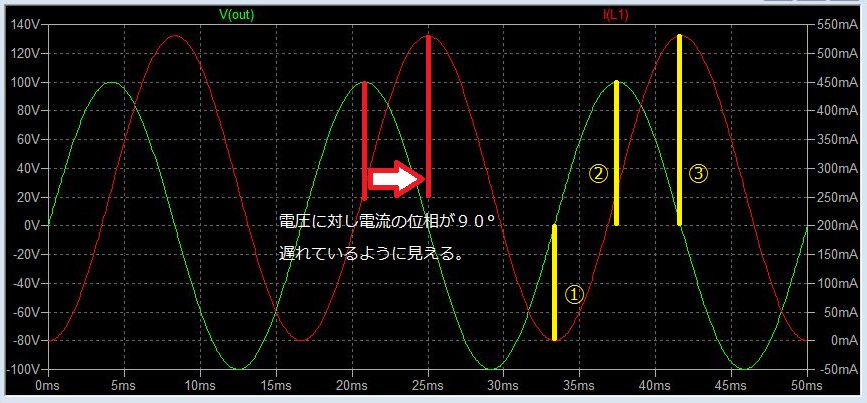 V(out) I(L1)
140V 550mA
120V 500mA
100V 450mA
80V 400mA
60V 350mA
40V 300mA
② ③
20V 250mA
電圧に対し電流の位相が９０°
0V 200mA
遅れているように見える。
-20V 150mA
-40V 100mA
①
-60V 50mA
-80V 0mA
-100V -50mA
0ms 5ms 10ms 15ms 20ms 25ms 30ms 35ms 40ms 45ms 50ms